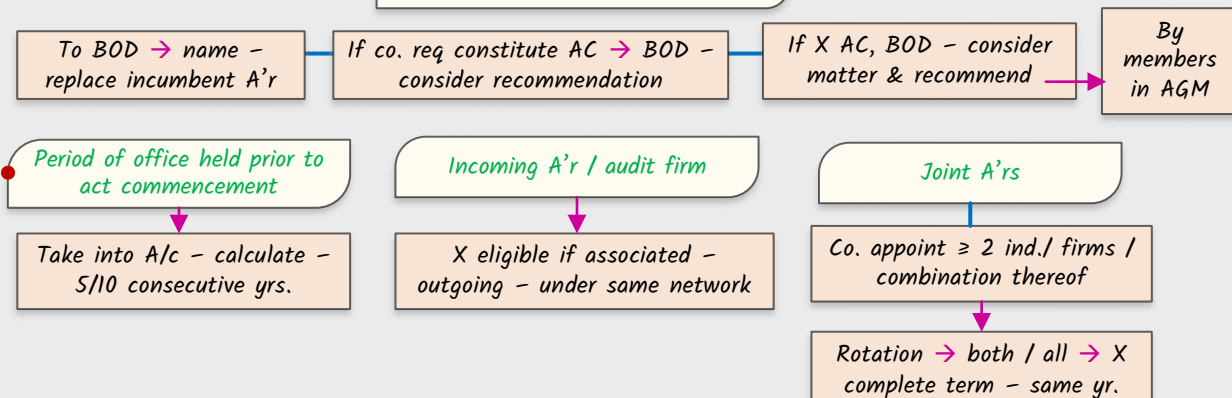 To BOD → name –
replace incumbent A'r
If co. req constitute AC → BOD –
consider recommendation
If X AC, BOD – consider
matter & recommend
By
members
in AGM
Period of office held prior to
act commencement
Take into A/c – calculate –
5/10 consecutive yrs.
Incoming A'r / audit firm
X eligible if associated –
outgoing – under same network
Joint A'rs
Co. appoint ≥ 2 ind./ firms /
combination thereof
Rotation → both / all → X
complete term – same yr.